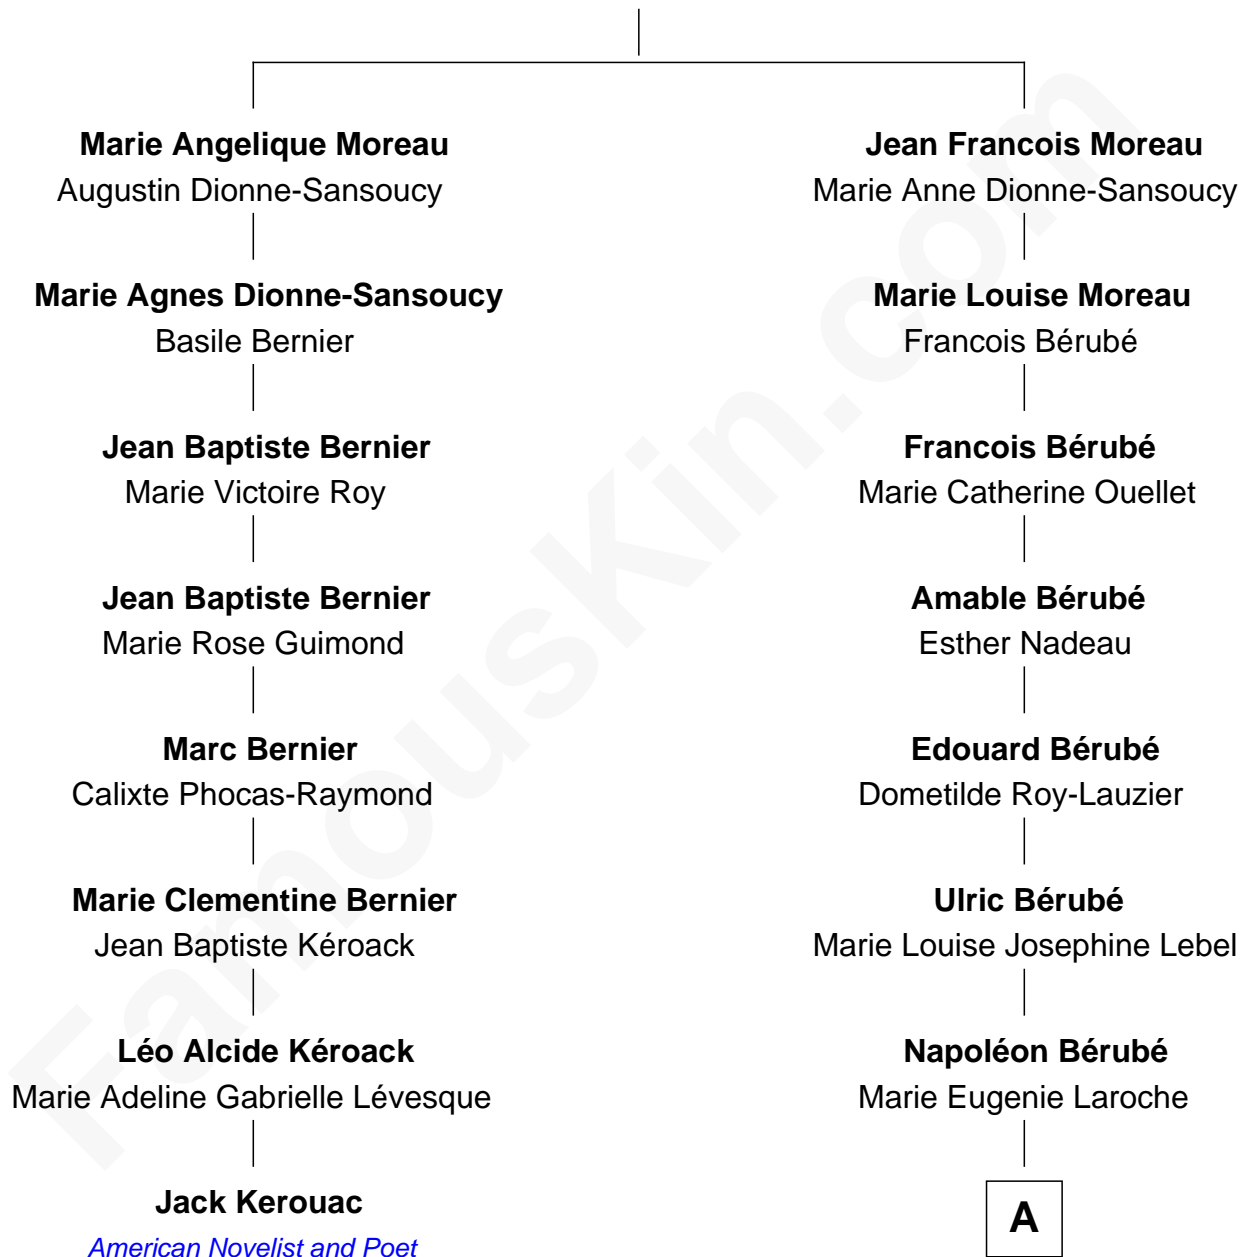 Marie Angelique Moreau
Augustin Dionne-Sansoucy
Marie Agnes Dionne-Sansoucy
Basile Bernier
Jean Baptiste Bernier
Marie Victoire Roy
Jean Baptiste Bernier
Marie Rose Guimond
Marc Bernier
Calixte Phocas-Raymond
Marie Clementine Bernier
Jean Baptiste Kéroack
Léo Alcide Kéroack
Marie Adeline Gabrielle Lévesque
Jack Kerouac
American Novelist and Poet
Jean Francois Moreau
Marie Anne Dionne-Sansoucy
Marie Louise Moreau
Francois Bérubé
Francois Bérubé
Marie Catherine Ouellet
Amable Bérubé
Esther Nadeau
Edouard Bérubé
Dometilde Roy-Lauzier
Ulric Bérubé
Marie Louise Josephine Lebel
Napoléon Bérubé
Marie Eugenie Laroche
A
FamousKin.com